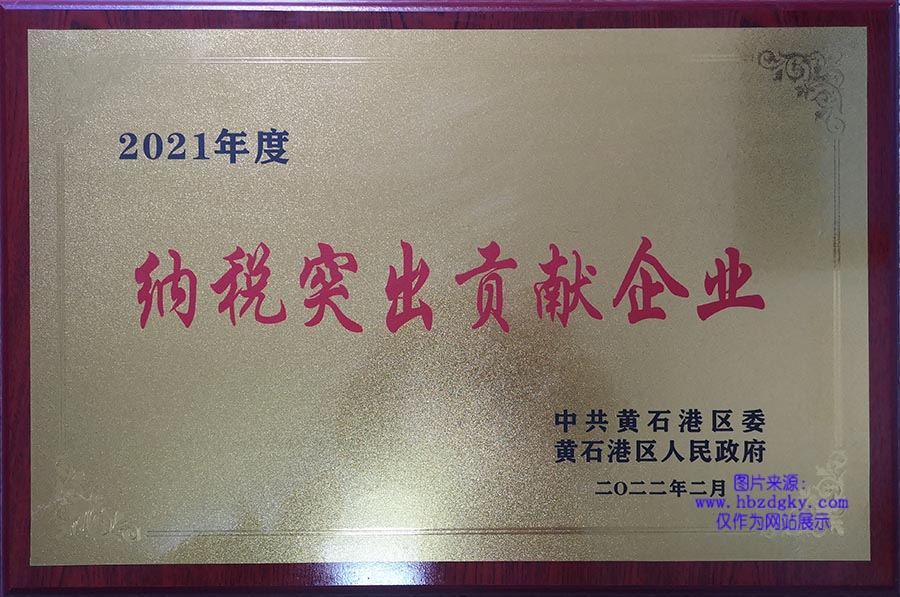 2021年度
纳税突出贡献企业
中共黄石港区委
黄石港区人民政府
二〇二二年二月
图片来源：
www.hbzdgky.com
仅作为网站展示